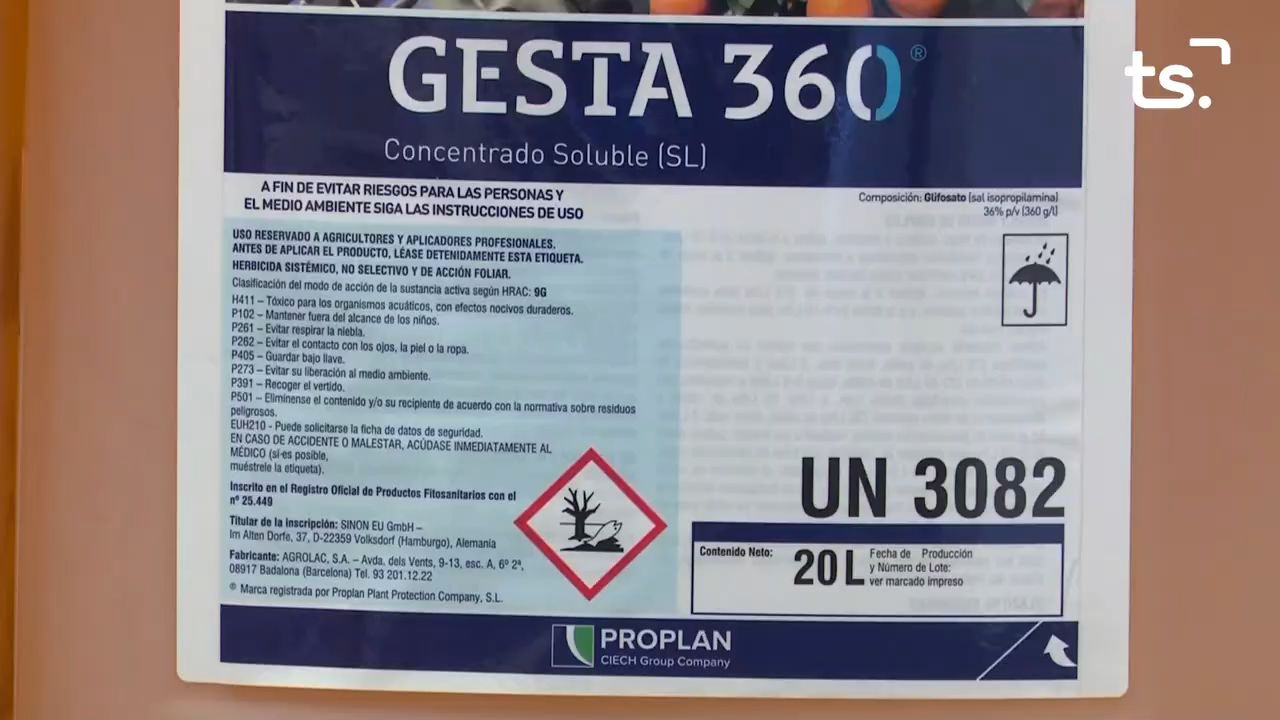 GESTA 360®
ts.
Concentrado Soluble (SL)
A FIN DE EVITAR RIESGOS PARA LAS PERSONAS Y
EL MEDIO AMBIENTE SIGA LAS INSTRUCCIONES DE USO
Composición: Glifosato (sal isopropilamina)
36% p/v (360 g/l)
USO RESERVADO A AGRICULTORES Y APLICADORES PROFESIONALES.
ANTES DE APLICAR EL PRODUCTO, LÉASE DETENIDAMENTE ESTA ETIQUETA.
HERBICIDA SISTÉMICO, NO SELECTIVO Y DE ACCIÓN FOLIAR.
Clasificación del modo de acción de la sustancia activa según HRAC: 9G
H411 – Tóxico para los organismos acuáticos, con efectos nocivos duraderos.
P102 – Mantener fuera del alcance de los niños.
P261 – Evitar respirar la niebla.
P262 – Evitar el contacto con los ojos, la piel o la ropa.
P405 – Guardar bajo llave.
P273 – Evitar su liberación al medio ambiente.
P391 – Recoger el vertido.
P501 – Elimínense el contenido y/o su recipiente de acuerdo con la normativa sobre residuos
peligrosos.
EUH210 - Puede solicitarse la ficha de datos de seguridad.
EN CASO DE ACCIDENTE O MALESTAR, ACÚDASE INMEDIATAMENTE AL
MÉDICO (si es posible,
muéstrele la etiqueta).
Inscrito en el Registro Oficial de Productos Fitosanitarios con el
nº 25.449
Titular de la inscripción: SINON EU GmbH –
Im Alten Dorfe, 37, D-22359 Volksdorf (Hamburgo), Alemania
Fabricante: AGROLAC, S.A. – Avda. dels Vents, 9-13, esc. A, 6º 2ª,
08917 Badalona (Barcelona) Tel. 93 201.12.22
® Marca registrada por Proplan Plant Protection Company, S.L.
UN 3082
Contenido Neto: 20 L
Fecha de Producción
y Número de Lote:
ver marcado impreso
PROPLAN
CIECH Group Company